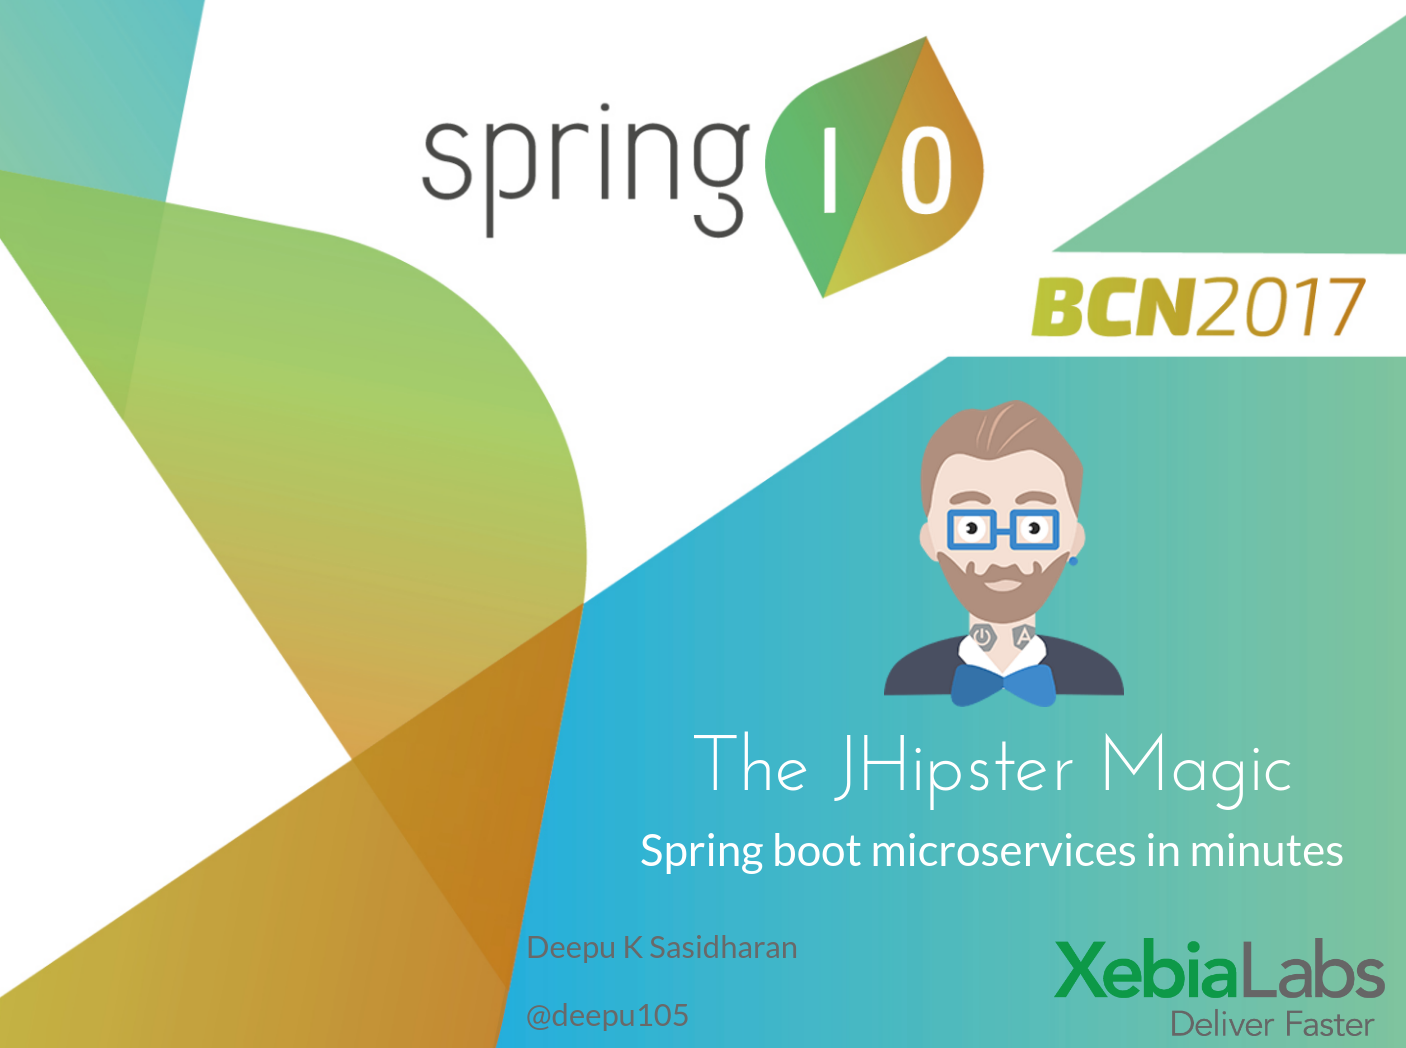 spring I O
BCN2017
A
The JHipster Magic
Spring boot microservices in minutes
Deepu K Sasidharan
@deepu105
XebiaLabs
Deliver Faster